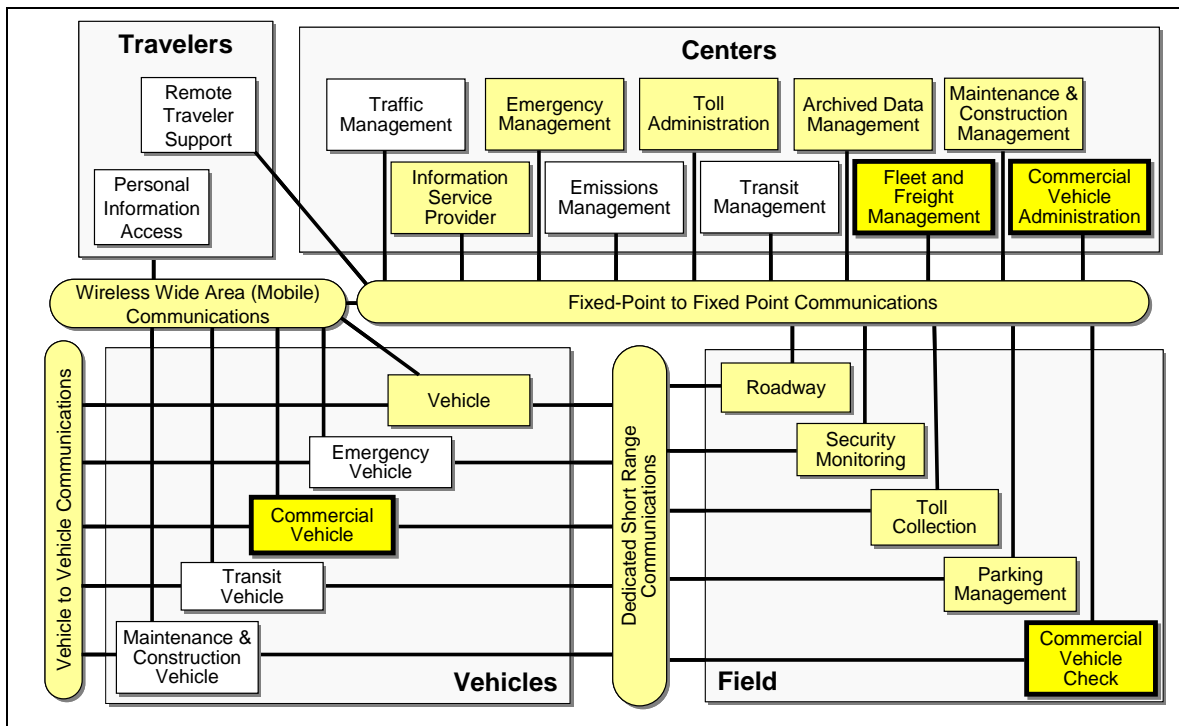 Travelers
Remote
Traveler
Support
Personal
Information
Access
Centers
Traffic
Management
Emergency
Management
Toll
Administration
Archived Data
Management
Maintenance &
Construction
Management
Information
Service
Provider
Emissions
Management
Transit
Management
Fleet and
Freight
Management
Commercial
Vehicle
Administration
Wireless Wide Area (Mobile)
Communications
Fixed-Point to Fixed Point Communications
Vehicle to Vehicle Communications
Vehicle
Emergency
Vehicle
Commercial
Vehicle
Transit
Vehicle
Maintenance &
Construction
Vehicle
Vehicles
Dedicated Short Range
Communications
Roadway
Security
Monitoring
Toll
Collection
Parking
Management
Commercial
Vehicle
Check
Field